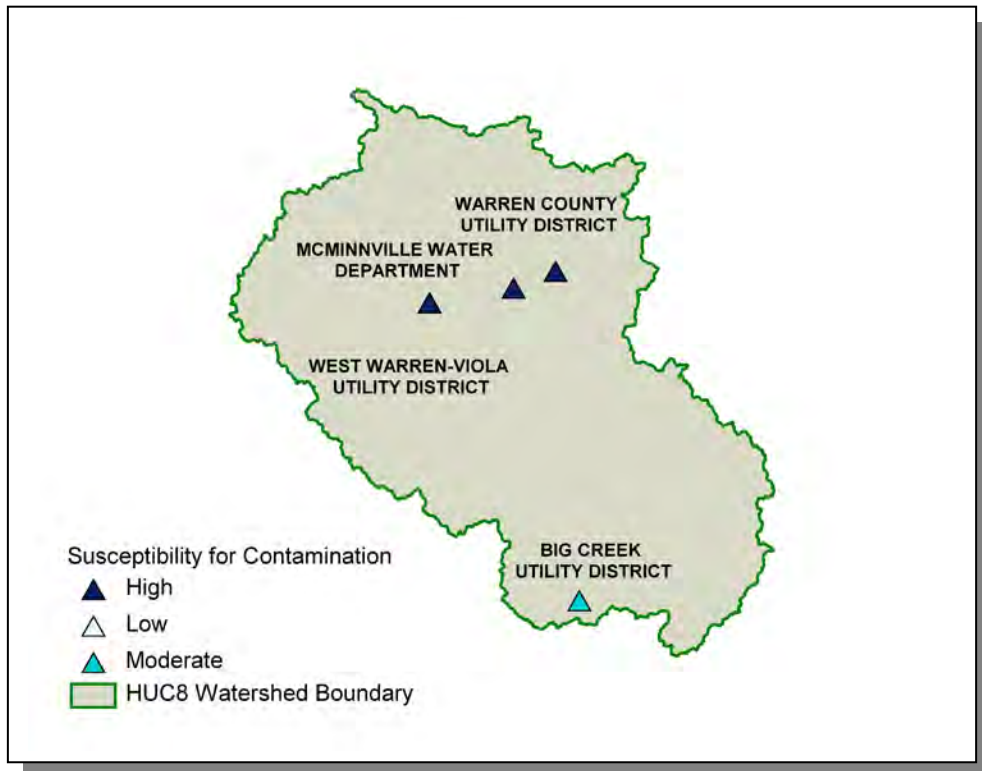 WARREN COUNTY
UTILITY DISTRICT
MCMINNVILLE WATER
DEPARTMENT
WEST WARREN-VIOLA
UTILITY DISTRICT
BIG CREEK
UTILITY DISTRICT
Susceptibility for Contamination
High
Low
Moderate
HUC8 Watershed Boundary